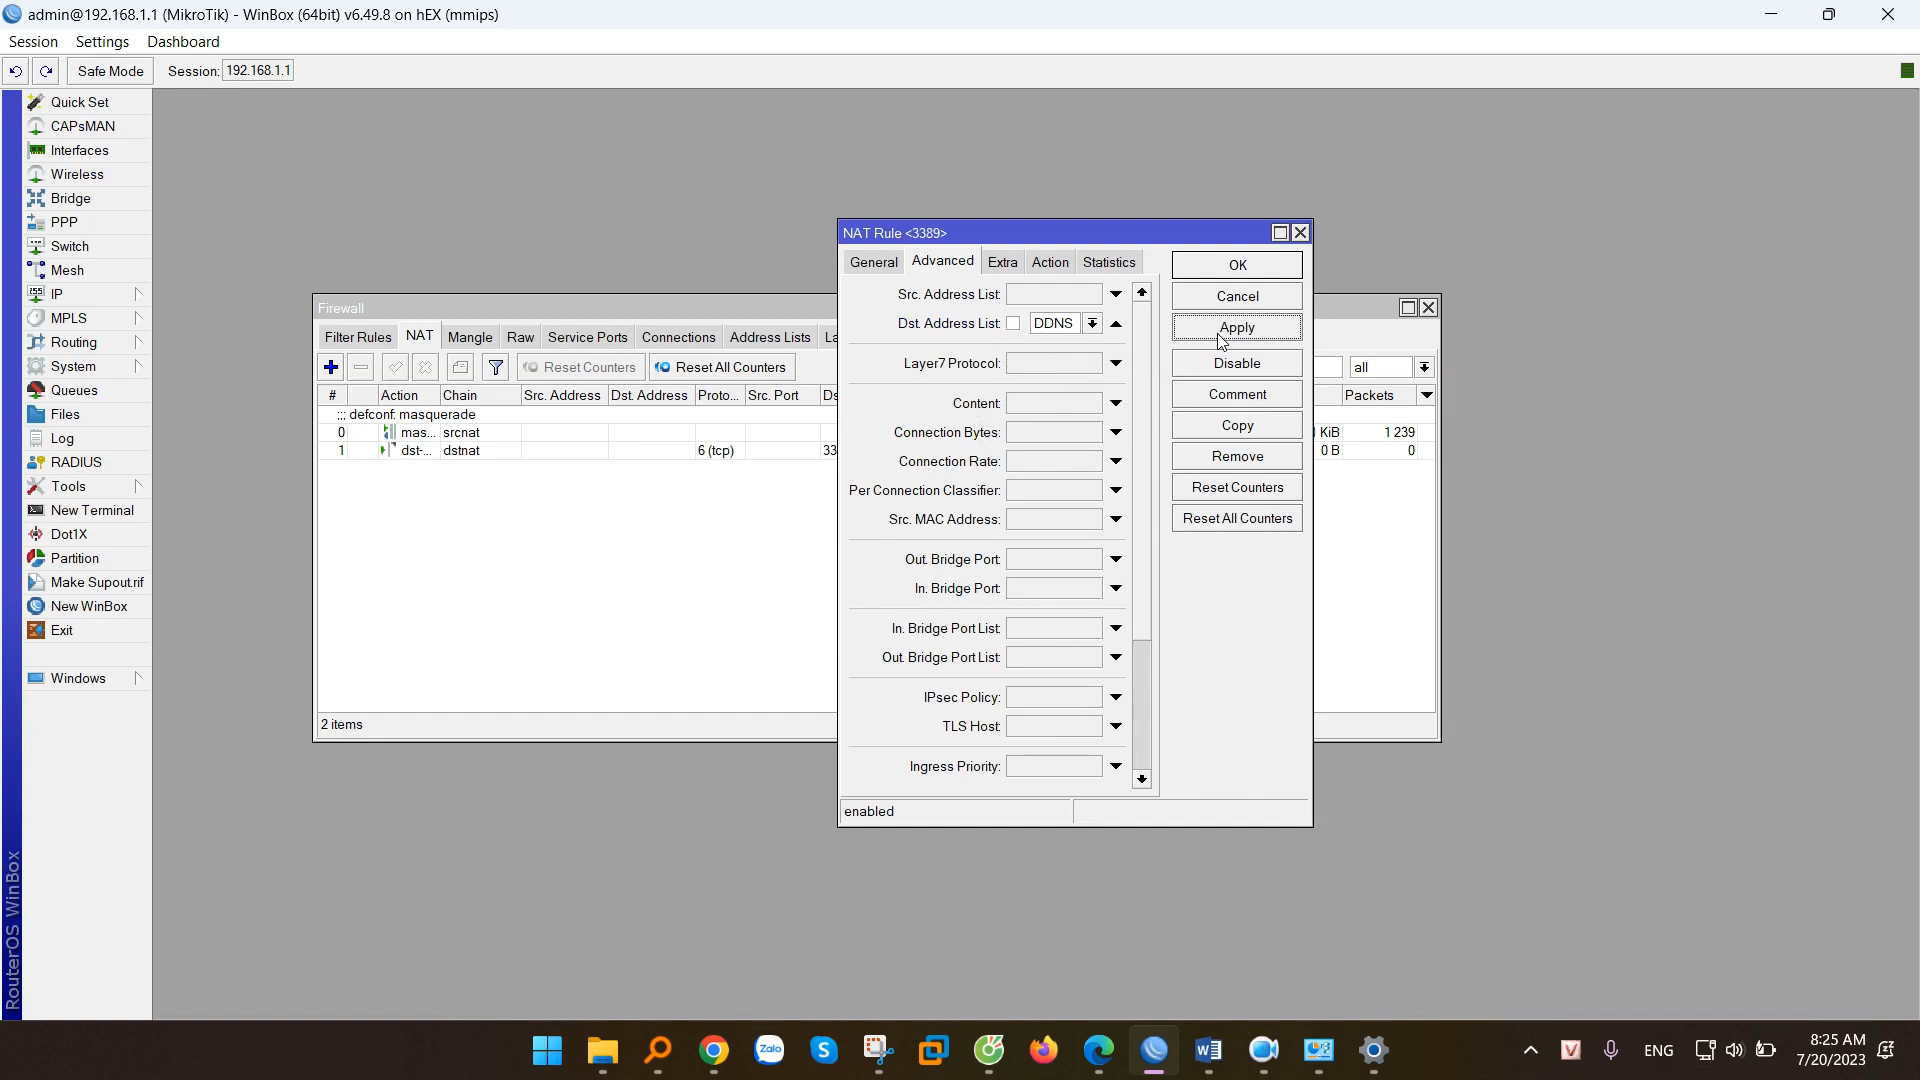 admin@192.168.1.1 (MikroTik) - WinBox (64bit) v6.49.8 on hEX (mmips)
Session Settings Dashboard
Safe Mode Session: 192.168.1.1
Quick Set
CAPsMAN
Interfaces
Wireless
Bridge
PPP
Switch
Mesh
IP
MPLS
Routing
System
Queues
Files
Log
RADIUS
Tools
New Terminal
Dot1X
Partition
Make Supout.rif
New WinBox
Exit
Windows
RouterOS WinBox
Firewall
Filter Rules NAT Mangle Raw Service Ports Connections Address Lists La
Reset Counters Reset All Counters all
# Action Chain Src. Address Dst. Address Proto... Src. Port Ds Packets
;;; defconf: masquerade
0 mas... srcnat KiB 1 239
1 dst-... dstnat 6 (tcp) 33 0 B 0
2 items
NAT Rule <3389>
General Advanced Extra Action Statistics
Src. Address List:
Dst. Address List: DDNS
Layer7 Protocol:
Content:
Connection Bytes:
Connection Rate:
Per Connection Classifier:
Src. MAC Address:
Out. Bridge Port:
In. Bridge Port:
In. Bridge Port List:
Out. Bridge Port List:
IPsec Policy:
TLS Host:
Ingress Priority:
enabled
OK
Cancel
Apply
Disable
Comment
Copy
Remove
Reset Counters
Reset All Counters
Zalo
ENG
8:25 AM
7/20/2023